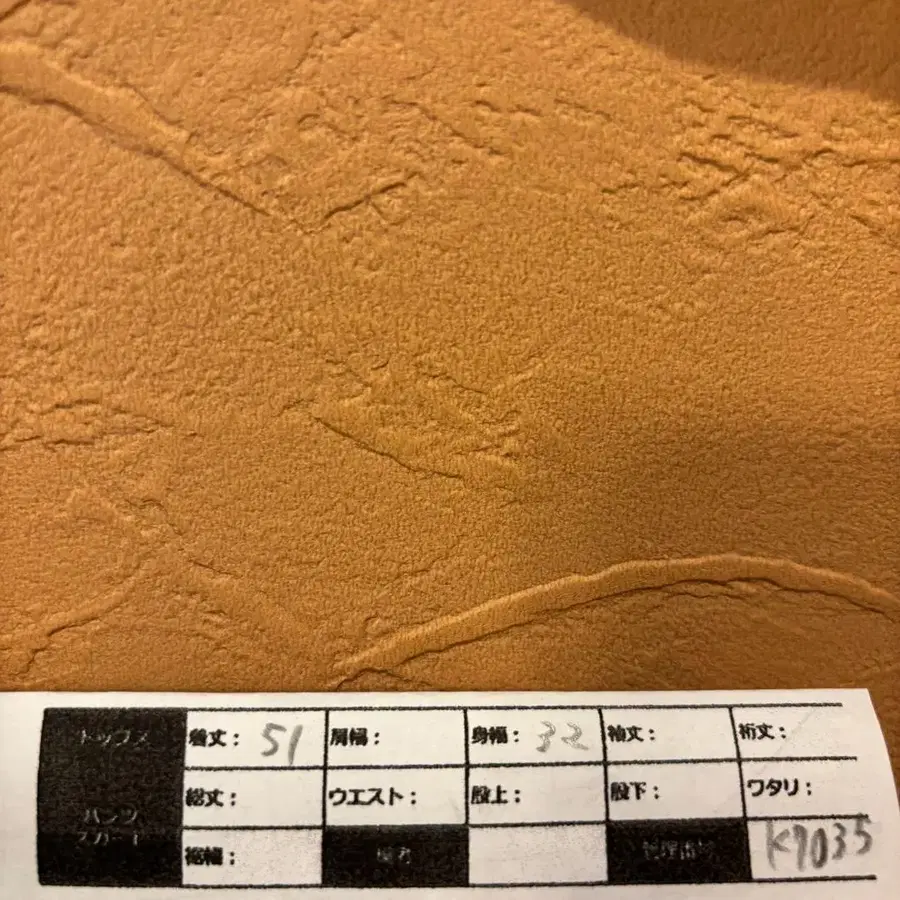 トップス 着丈: 51 肩幅: 身幅: 32 袖丈: 裄丈:
パンツ スカート 総丈: ウエスト: 股上: 股下: ワタリ:
裾幅: 備考 管理番号 K7035